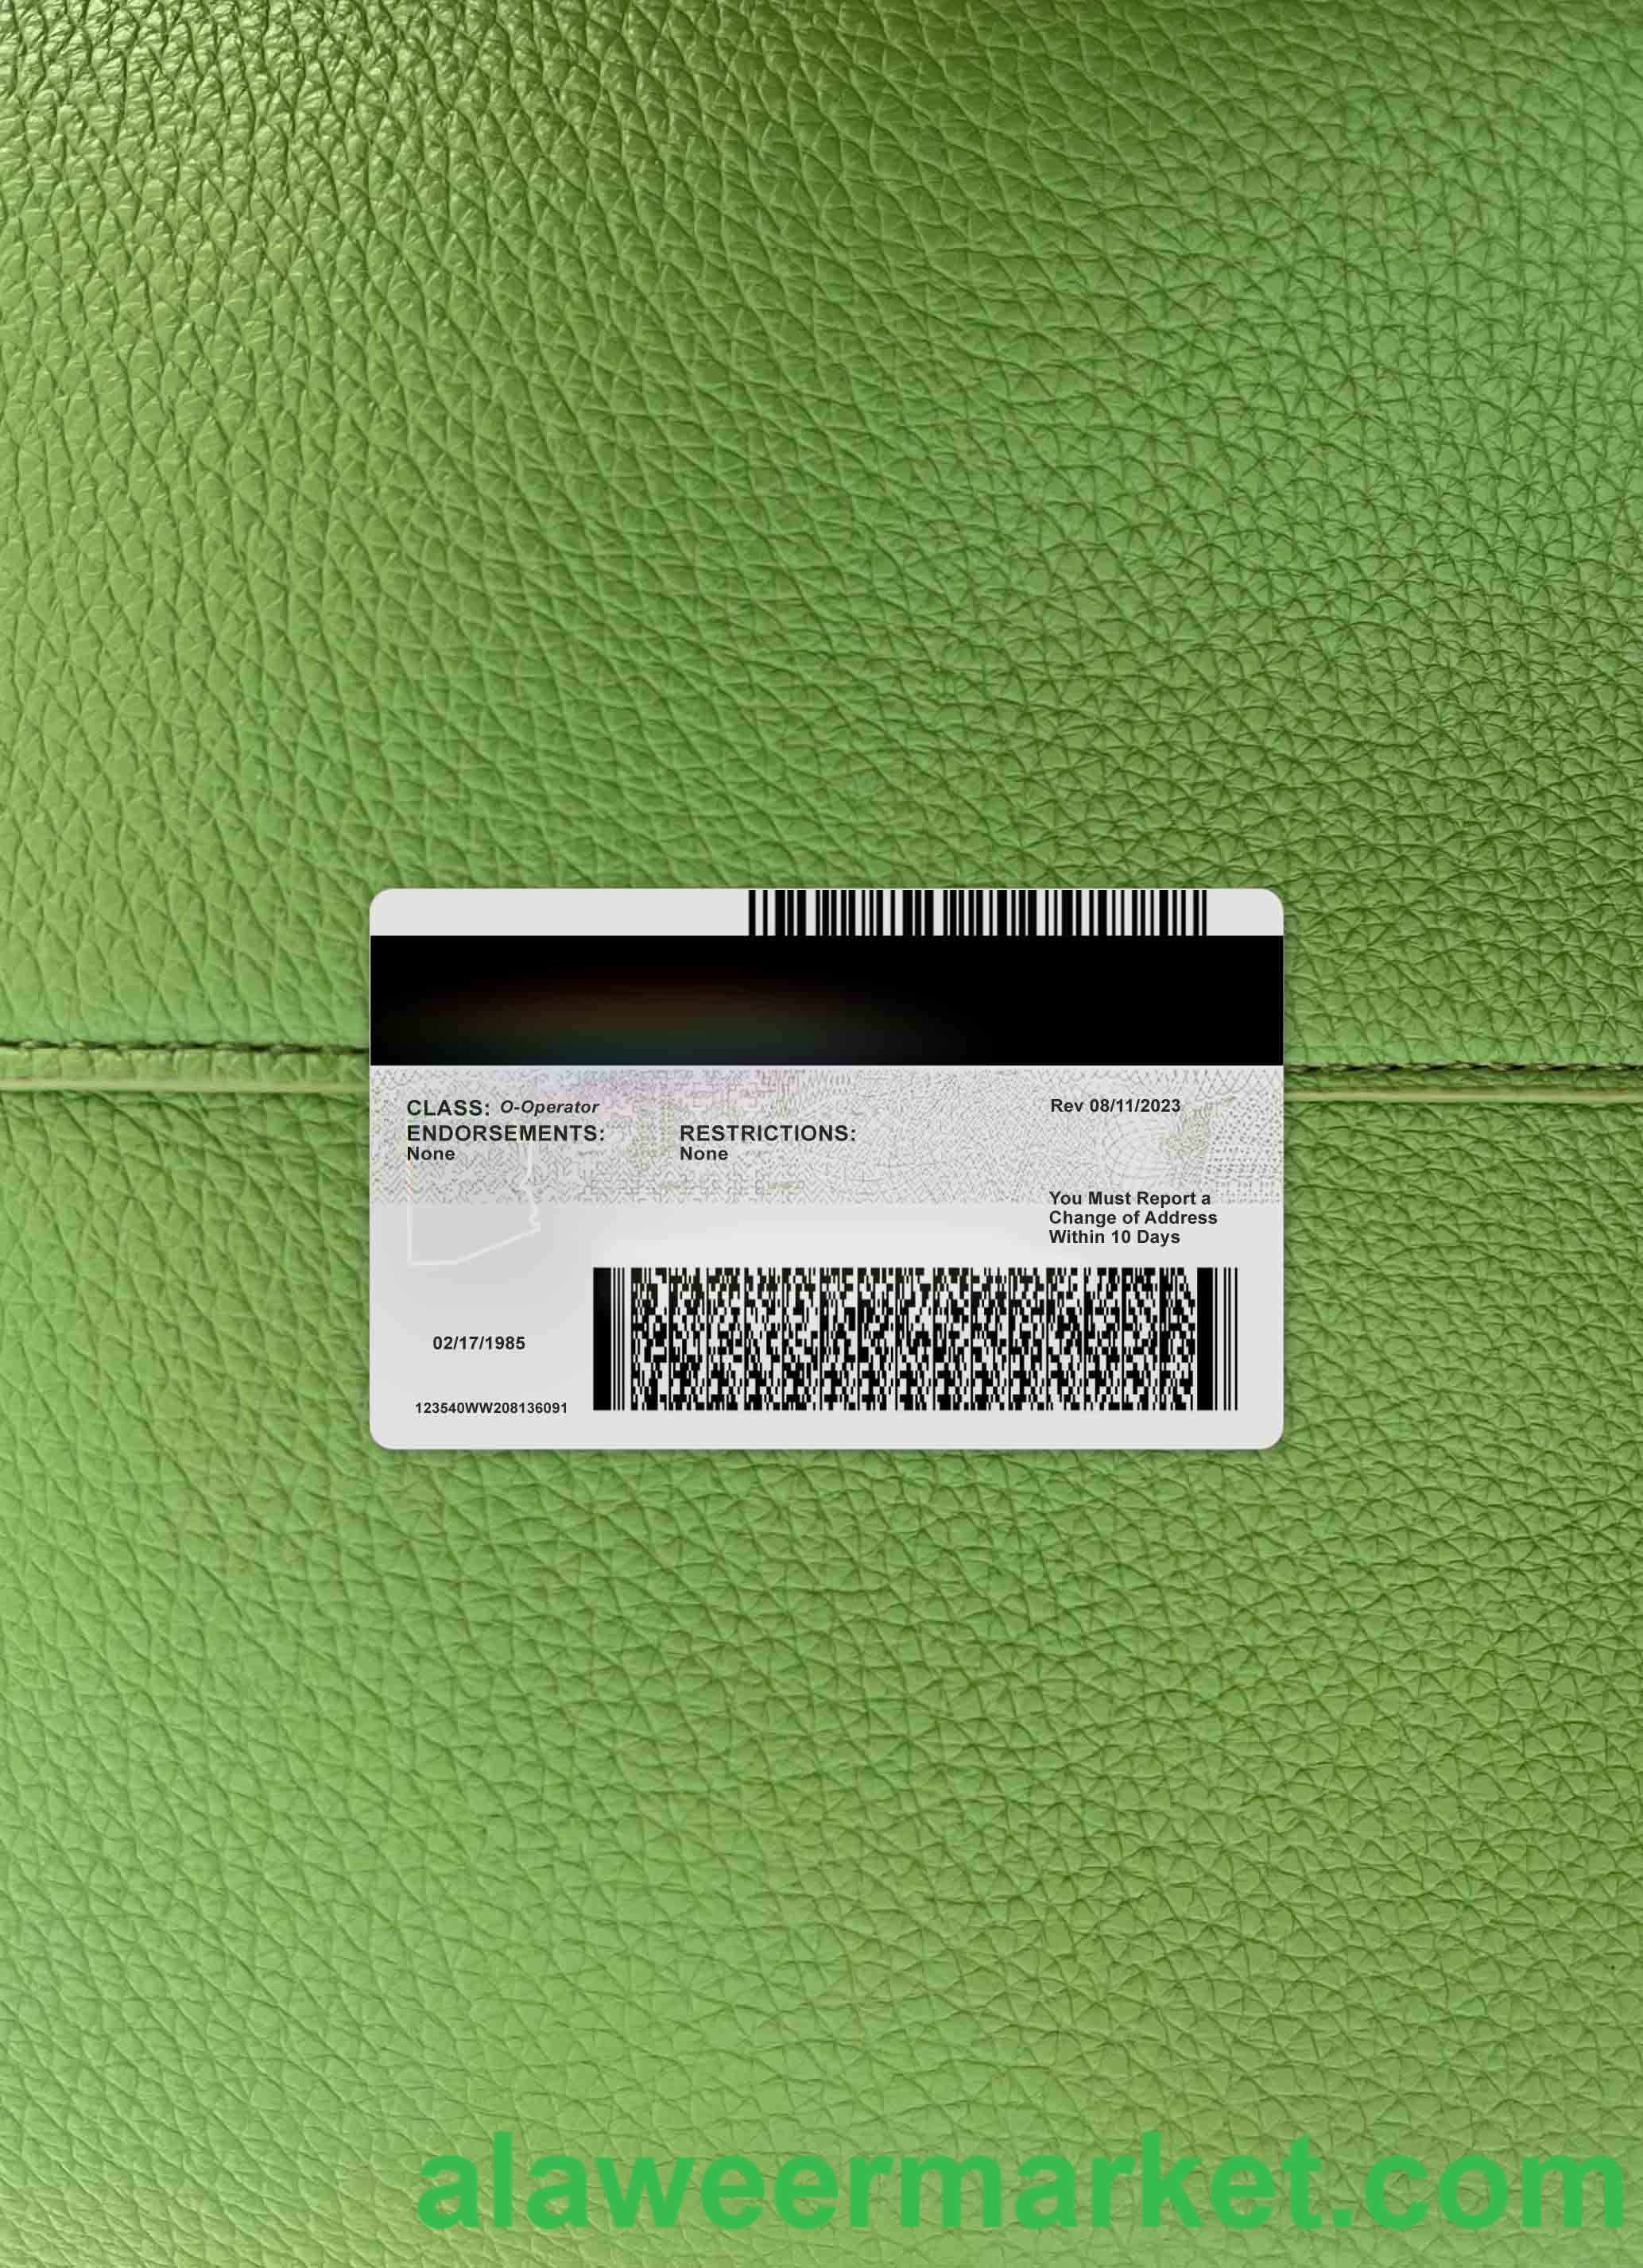 CLASS: O-Operator
Rev 08/11/2023
ENDORSEMENTS:
None
RESTRICTIONS:
None
You Must Report a
Change of Address
Within 10 Days
02/17/1985
123540WW208136091
alaweermarket.com